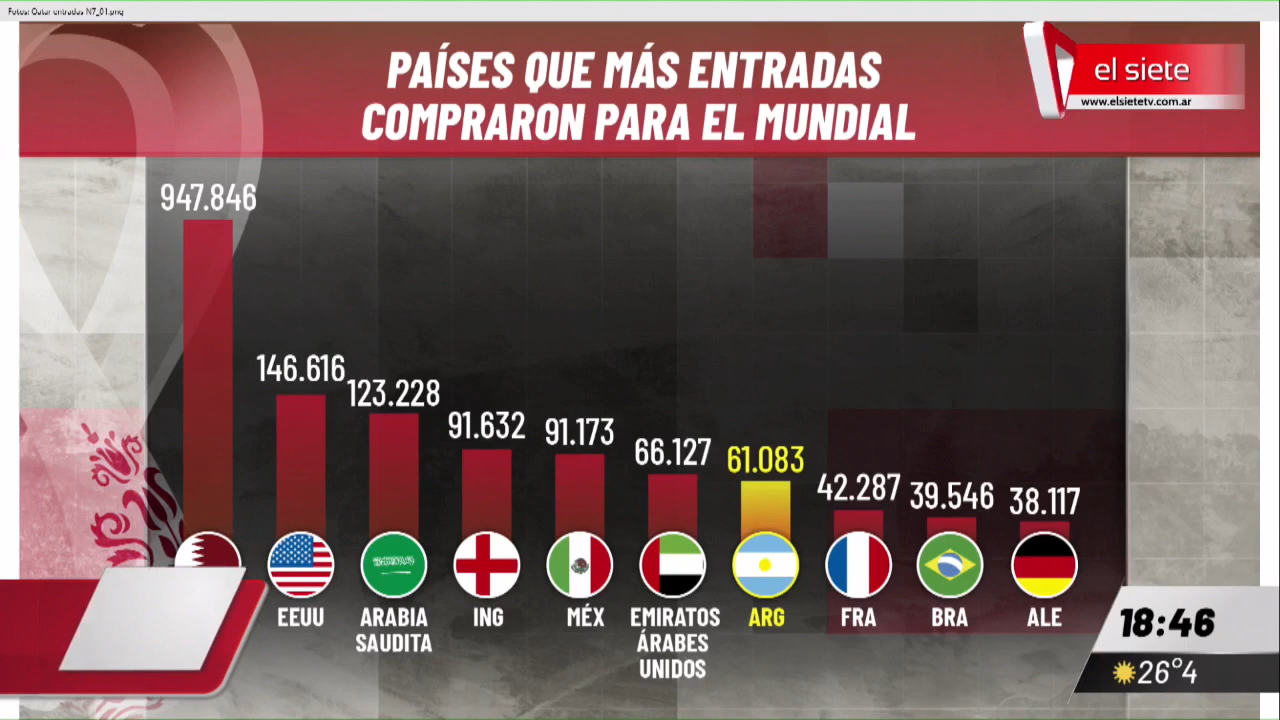 Fotos: Qatar entradas N7_01.png
PAÍSES QUE MÁS ENTRADAS
COMPRARON PARA EL MUNDIAL
el siete
www.elsietetv.com.ar
947.846
146.616
123.228
91.632
91.173
66.127
61.083
42.287
39.546
38.117
EEUU
ARABIA
SAUDITA
ING
MÉX
EMIRATOS
ÁRABES
UNIDOS
ARG
FRA
BRA
ALE
18:46
26°4